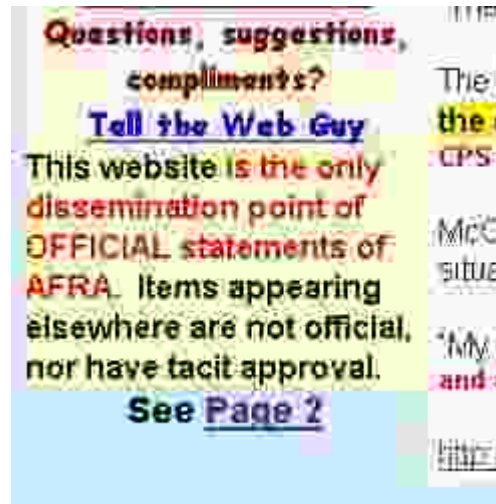 Questions, suggestions,
compliments?
Tell the Web Guy
This website is the only
dissemination point of
OFFICIAL statements of
AFRA. Items appearing
elsewhere are not official,
nor have tacit approval.
See Page 2
The
the
CPS
"My
and